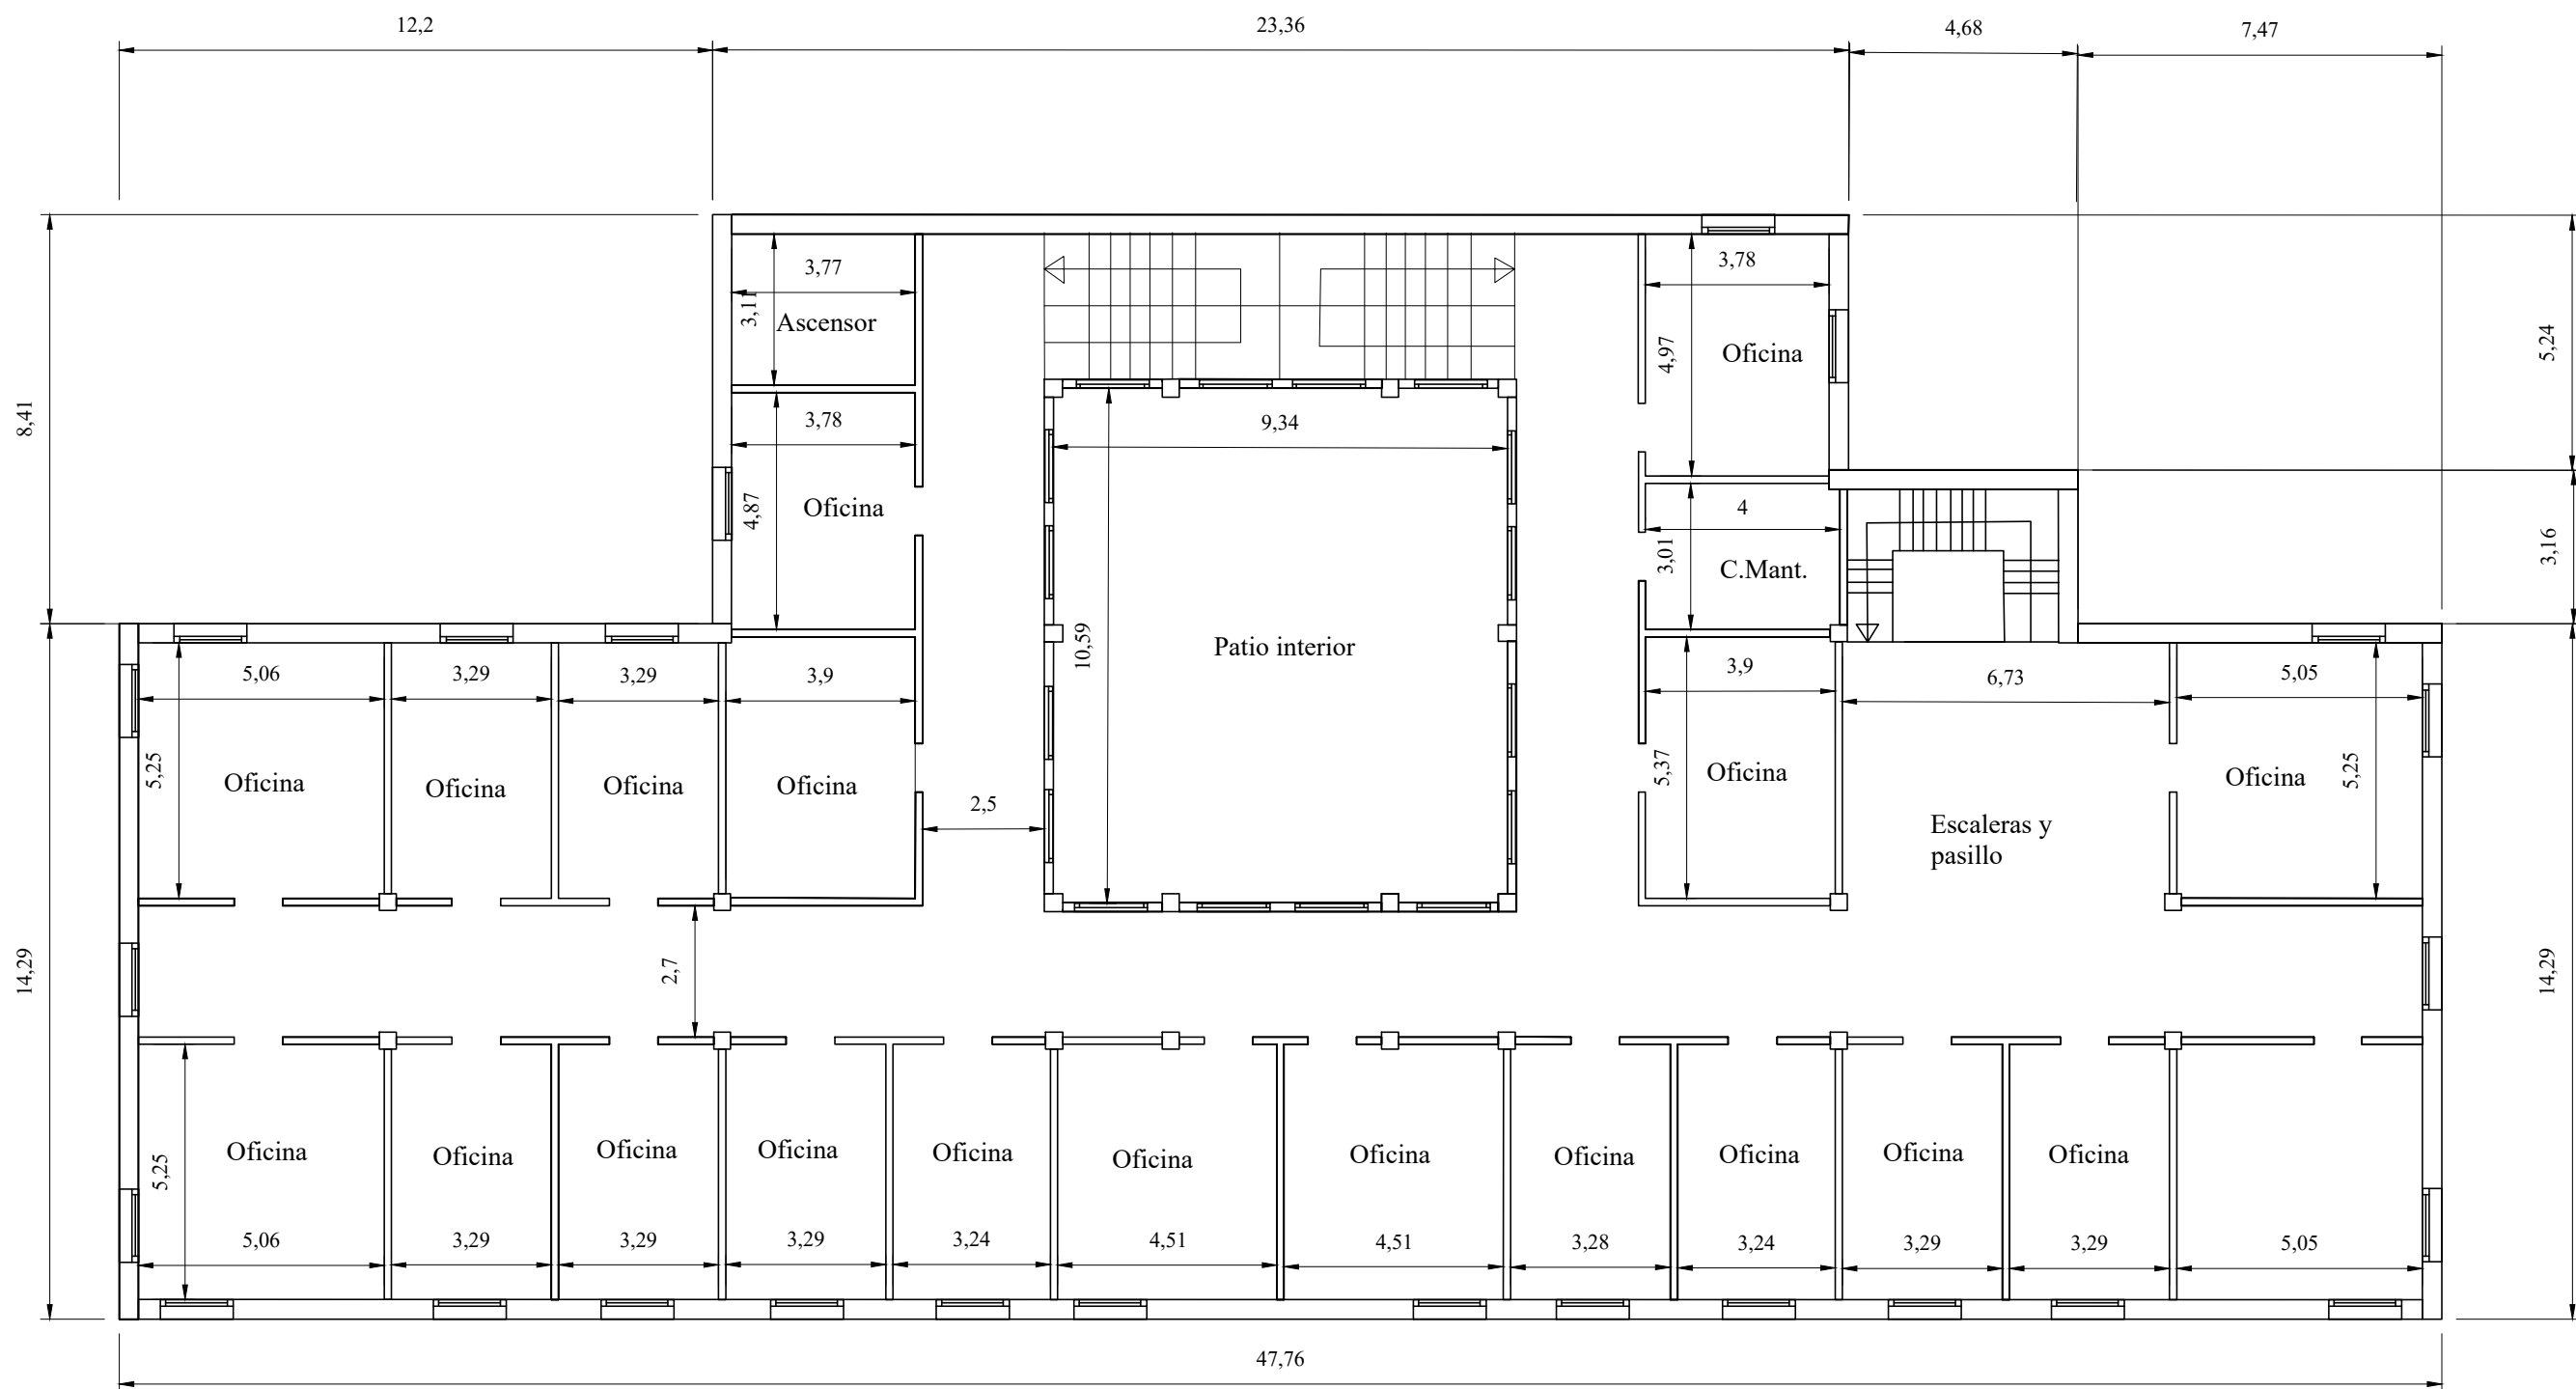 12,2
23,36
4,68
7,47
3,77
3,11
Ascensor
3,78
4,97
Oficina
5,24
8,41
3,78
4,87
Oficina
9,34
10,59
Patio interior
4
3,01
C.Mant.
3,16
5,06
3,29
3,29
3,9
3,9
6,73
5,05
5,25
Oficina
Oficina
Oficina
Oficina
2,5
5,37
Oficina
Escaleras y
pasillo
Oficina
5,25
14,29
2,7
14,29
5,25
Oficina
Oficina
Oficina
Oficina
Oficina
Oficina
Oficina
Oficina
Oficina
Oficina
Oficina
5,06
3,29
3,29
3,29
3,24
4,51
4,51
3,28
3,24
3,29
3,29
5,05
47,76